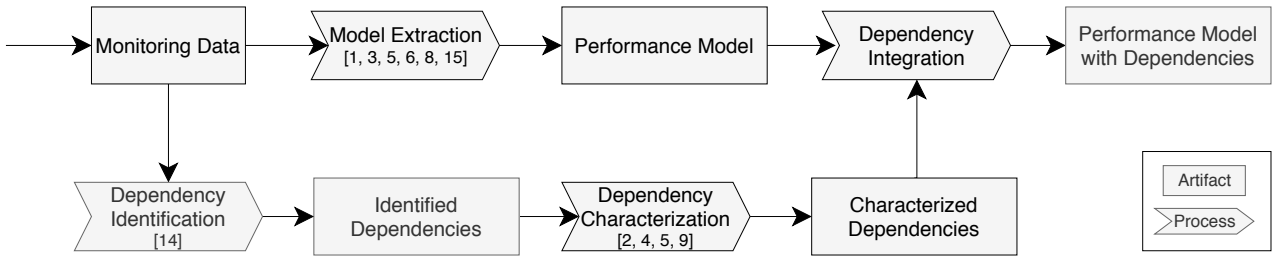 Monitoring Data
Model Extraction
[1, 3, 5, 6, 8, 15]
Performance Model
Dependency
Integration
Performance Model
with Dependencies
Dependency
Identification
[14]
Identified
Dependencies
Dependency
Characterization
[2, 4, 5, 9]
Characterized
Dependencies
Artifact
Process